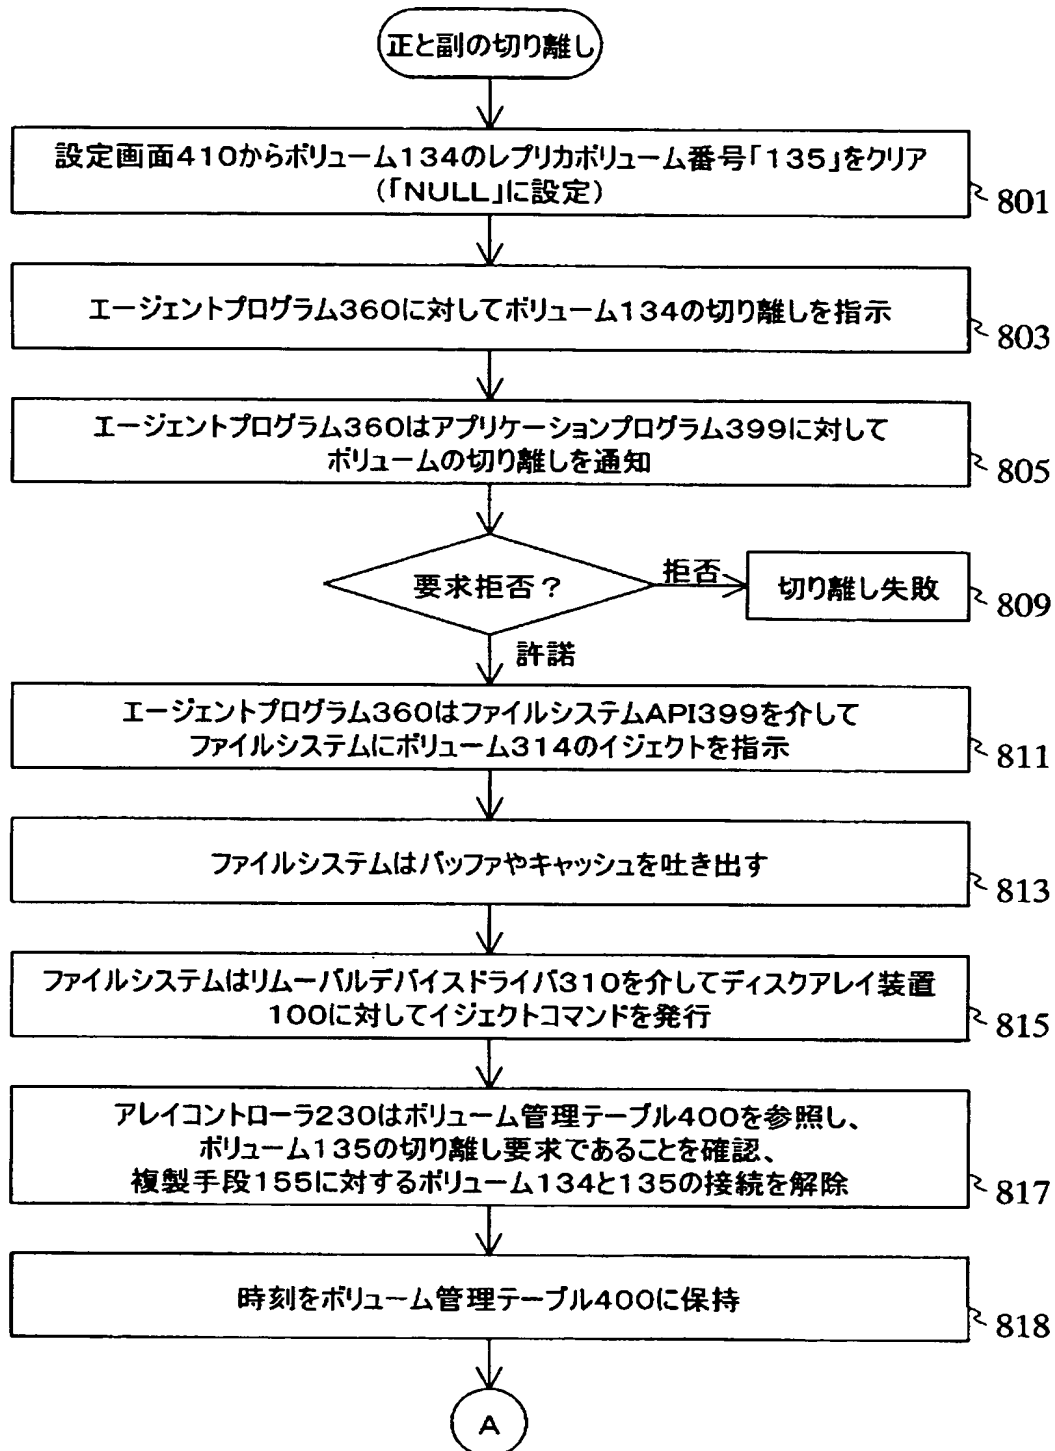 正と副の切り離し
設定画面410からボリューム134のレプリカボリューム番号「135」をクリア
(「NULL」に設定)
801
エージェントプログラム360に対してボリューム134の切り離しを指示
803
エージェントプログラム360はアプリケーションプログラム399に対して
ボリュームの切り離しを通知
805
要求拒否?
拒否
切り離し失敗
809
許諾
エージェントプログラム360はファイルシステムAPI399を介して
ファイルシステムにボリューム314のイジェクトを指示
811
ファイルシステムはバッファやキャッシュを吐き出す
813
ファイルシステムはリムーバルデバイスドライバ310を介してディスクアレイ装置
100に対してイジェクトコマンドを発行
815
アレイコントローラ230はボリューム管理テーブル400を参照し、
ボリューム135の切り離し要求であることを確認、
複製手段155に対するボリューム134と135の接続を解除
817
時刻をボリューム管理テーブル400に保持
818
A